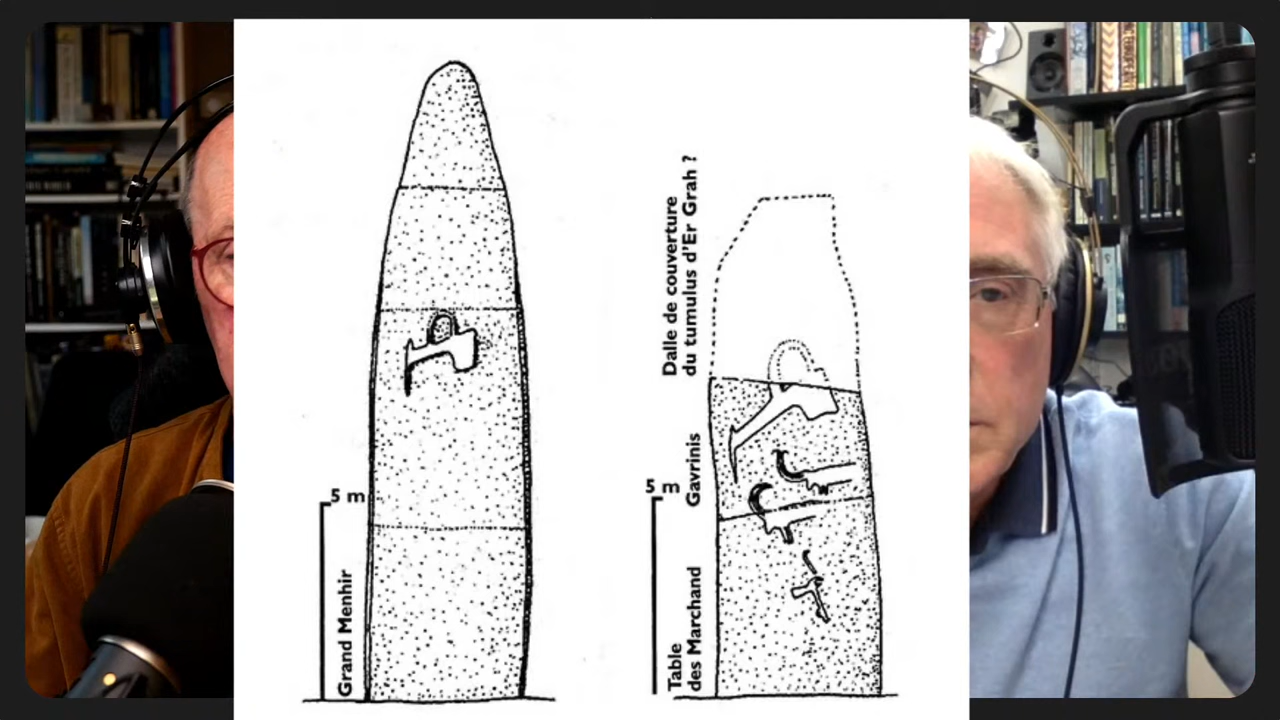 5 m
Grand Menhir
Dalle de couverture
du tumulus d'Er Grah ?
5 m
Gavrinis
Table
des Marchand